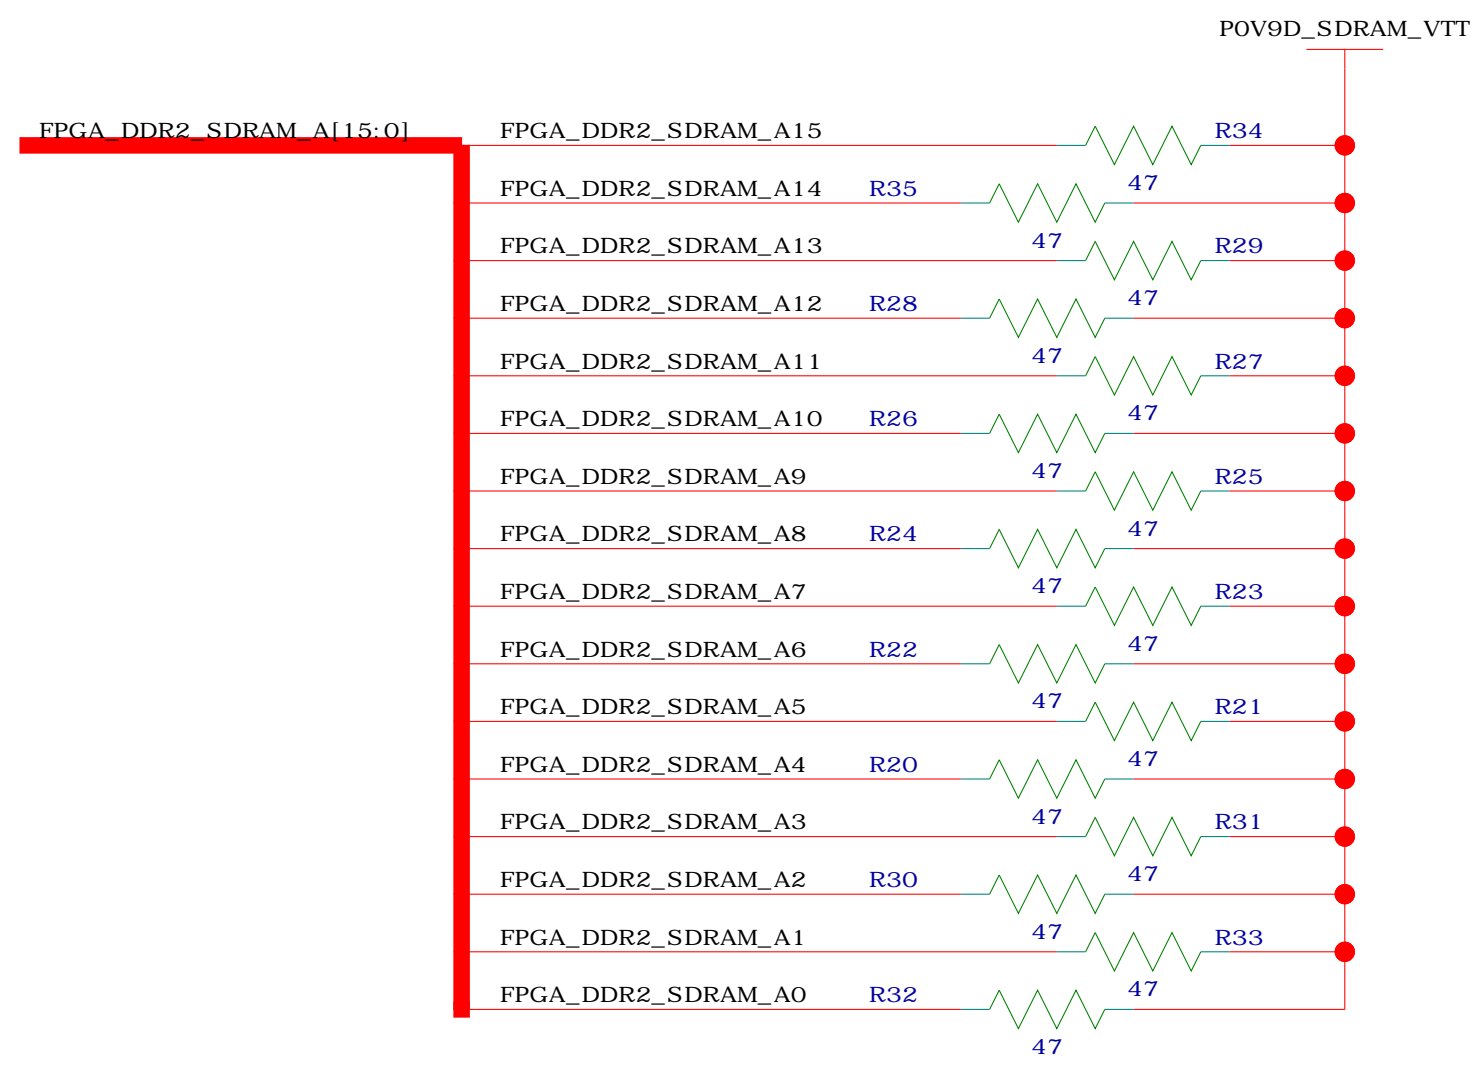 P0V9D_SDRAM_VTT
FPGA_DDR2_SDRAM_A[15:0]
FPGA_DDR2_SDRAM_A15 R34
47
FPGA_DDR2_SDRAM_A14 R35
47
FPGA_DDR2_SDRAM_A13 R29
47
FPGA_DDR2_SDRAM_A12 R28
47
FPGA_DDR2_SDRAM_A11 R27
47
FPGA_DDR2_SDRAM_A10 R26
47
FPGA_DDR2_SDRAM_A9 R25
47
FPGA_DDR2_SDRAM_A8 R24
47
FPGA_DDR2_SDRAM_A7 R23
47
FPGA_DDR2_SDRAM_A6 R22
47
FPGA_DDR2_SDRAM_A5 R21
47
FPGA_DDR2_SDRAM_A4 R20
47
FPGA_DDR2_SDRAM_A3 R31
47
FPGA_DDR2_SDRAM_A2 R30
47
FPGA_DDR2_SDRAM_A1 R33
47
FPGA_DDR2_SDRAM_A0 R32
47